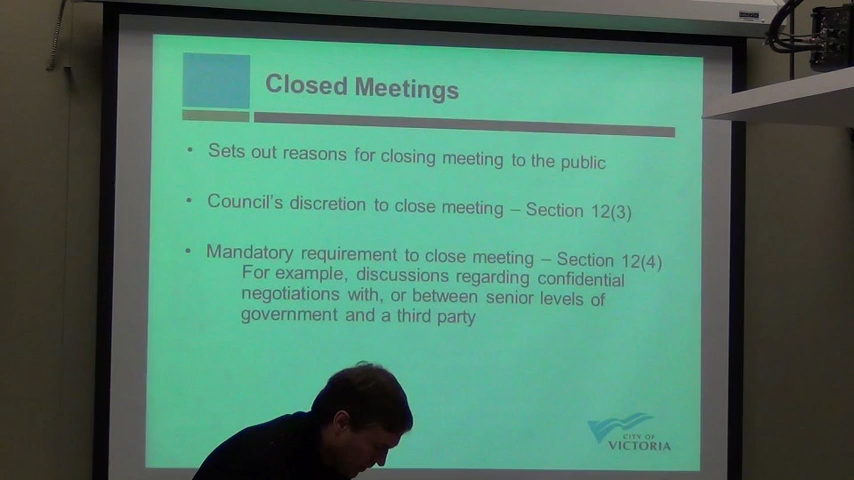 Closed Meetings
• Sets out reasons for closing meeting to the public
• Council's discretion to close meeting – Section 12(3)
• Mandatory requirement to close meeting – Section 12(4)
For example, discussions regarding confidential
negotiations with, or between senior levels of
government and a third party
CITY OF
VICTORIA